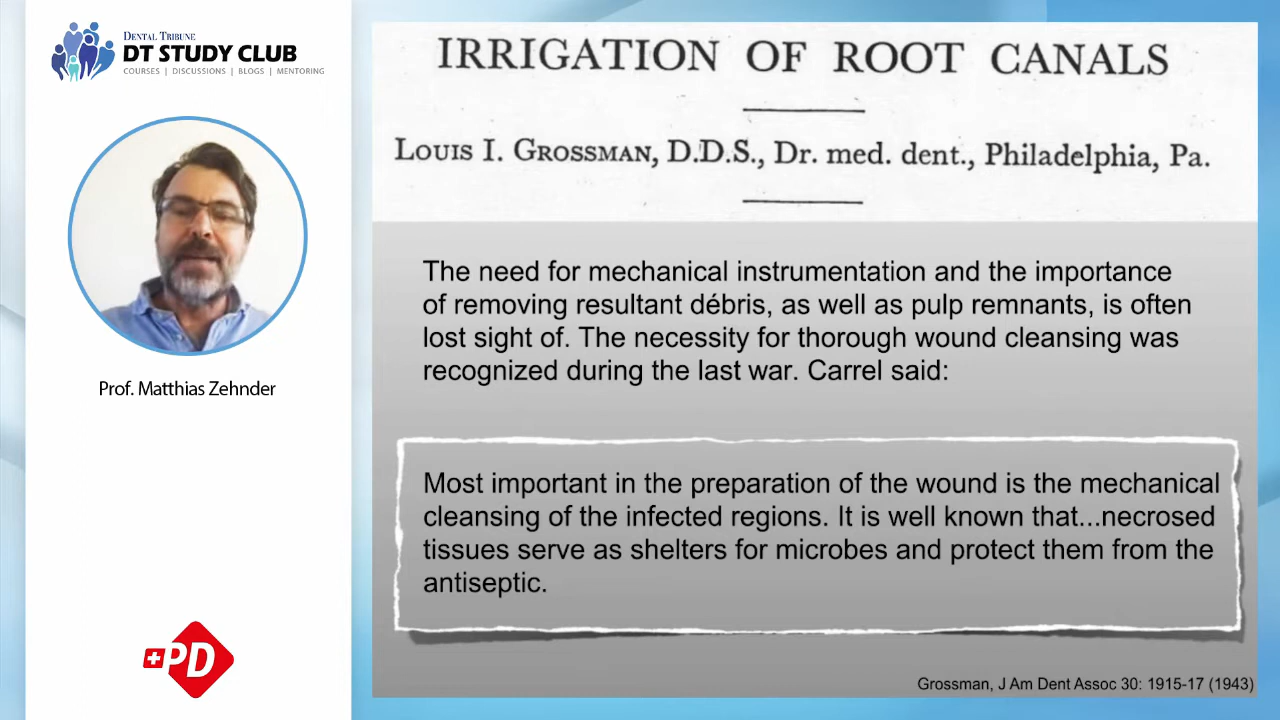 DENTAL TRIBUNE
DT STUDY CLUB
COURSES | DISCUSSIONS | BLOGS | MENTORING
Prof. Matthias Zehnder
PD
IRRIGATION OF ROOT CANALS
LOUIS I. GROSSMAN, D.D.S., Dr. med. dent., Philadelphia, Pa.
The need for mechanical instrumentation and the importance
of removing resultant débris, as well as pulp remnants, is often
lost sight of. The necessity for thorough wound cleansing was
recognized during the last war. Carrel said:
Most important in the preparation of the wound is the mechanical
cleansing of the infected regions. It is well known that...necrosed
tissues serve as shelters for microbes and protect them from the
antiseptic.
Grossman, J Am Dent Assoc 30: 1915-17 (1943)